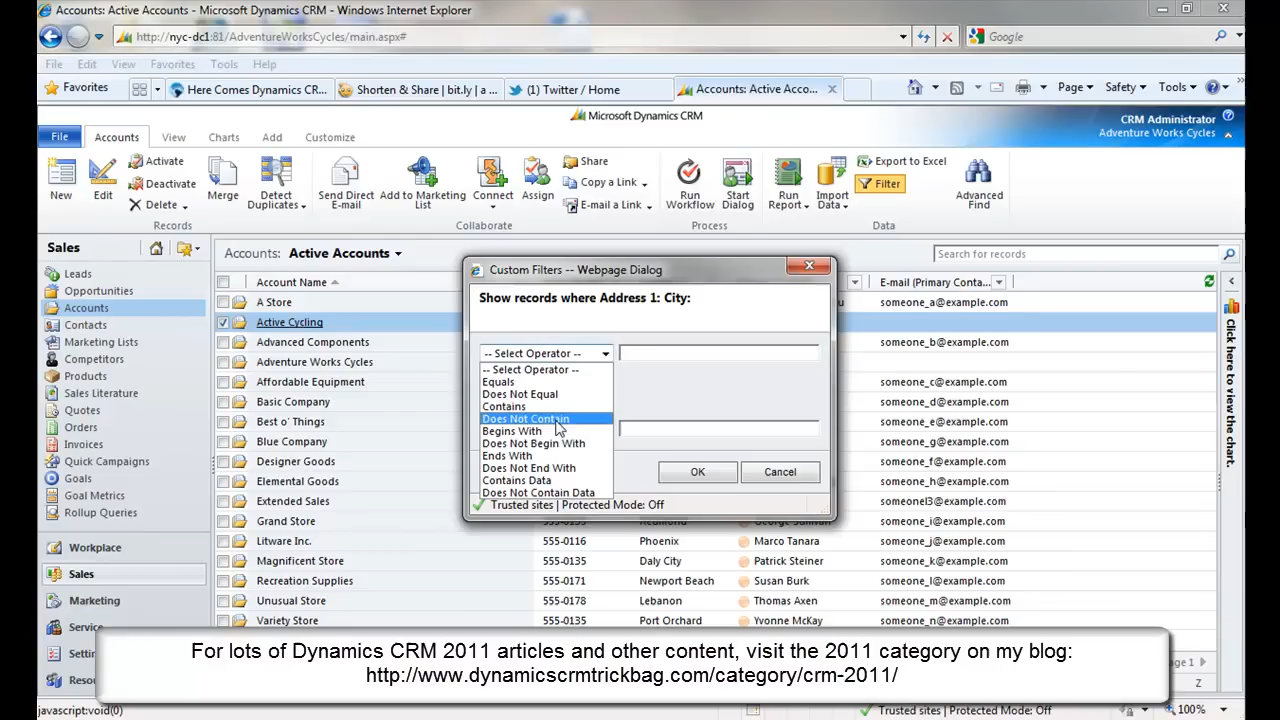 Accounts: Active Accounts - Microsoft Dynamics CRM - Windows Internet Explorer
http://nyc-dc1:81/AdventureWorksCycles/main.aspx#
Google
File Edit View Favorites Tools Help
Favorites
Here Comes Dynamics CR...
Shorten & Share | bit.ly | a ...
(1) Twitter / Home
Accounts: Active Acco...
Page Safety Tools
Microsoft Dynamics CRM
CRM Administrator
Adventure Works Cycles
File Accounts View Charts Add Customize
New
Edit
Activate
Deactivate
Delete
Merge
Detect Duplicates
Records
Send Direct E-mail
Add to Marketing List
Connect
Assign
Share
Copy a Link
E-mail a Link
Collaborate
Run Workflow
Start Dialog
Process
Run Report
Import Data
Export to Excel
Filter
Advanced Find
Data
Sales
Leads
Opportunities
Accounts
Contacts
Marketing Lists
Competitors
Products
Sales Literature
Quotes
Orders
Invoices
Quick Campaigns
Goals
Goal Metrics
Rollup Queries
Workplace
Sales
Marketing
Service
Setti
Resou
Accounts: Active Accounts
Search for records
Account Name
E-mail (Primary Conta...
A Store someone_a@example.com
Active Cycling
Advanced Components someone_b@example.com
Adventure Works Cycles
Affordable Equipment someone_c@example.com
Basic Company someone_d@example.com
Best o' Things someone_e@example.com
Blue Company someone_f@example.com
Designer Goods someone_g@example.com
Elemental Goods someone_h@example.com
Extended Sales someonel3@example.com
Grand Store 555-0135 Redmond George Sullivan someone_i@example.com
Litware Inc. 555-0116 Phoenix Marco Tanara someone_j@example.com
Magnificent Store 555-0135 Daly City Patrick Steiner someone_k@example.com
Recreation Supplies 555-0171 Newport Beach Susan Burk someone_l@example.com
Unusual Store 555-0178 Lebanon Thomas Axen someone_m@example.com
Variety Store 555-0135 Port Orchard Yvonne McKay someone_n@example.com
Click here to view the chart.
Custom Filters -- Webpage Dialog
Show records where Address 1: City:
-- Select Operator --
-- Select Operator --
Equals
Does Not Equal
Contains
Does Not Contain
Begins With
Does Not Begin With
Ends With
Does Not End With
Contains Data
Does Not Contain Data
OK
Cancel
Trusted sites | Protected Mode: Off
age 1
Z
For lots of Dynamics CRM 2011 articles and other content, visit the 2011 category on my blog:
http://www.dynamicscrmtrickbag.com/category/crm-2011/
javascript:void(0)
Trusted sites | Protected Mode: Off
100%